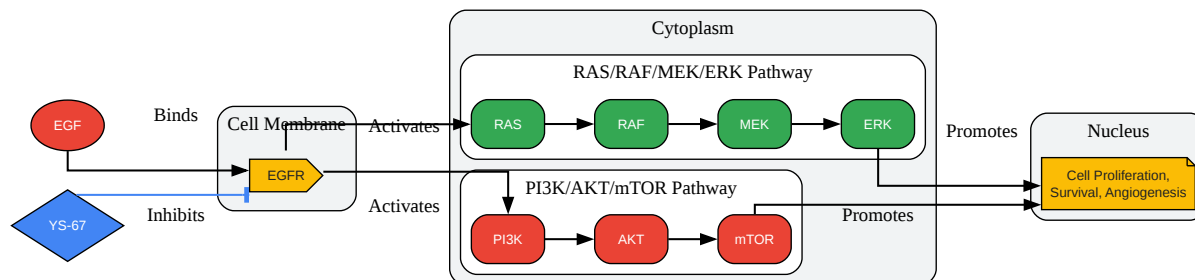 Cytoplasm
RAS/RAF/MEK/ERK Pathway
EGF
Binds
Cell Membrane
Activates
RAS
RAF
MEK
ERK
Promotes
Nucleus
EGFR
Cell Proliferation,
Survival, Angiogenesis
PI3K/AKT/mTOR Pathway
YS-67
Inhibits
Activates
PI3K
AKT
mTOR
Promotes